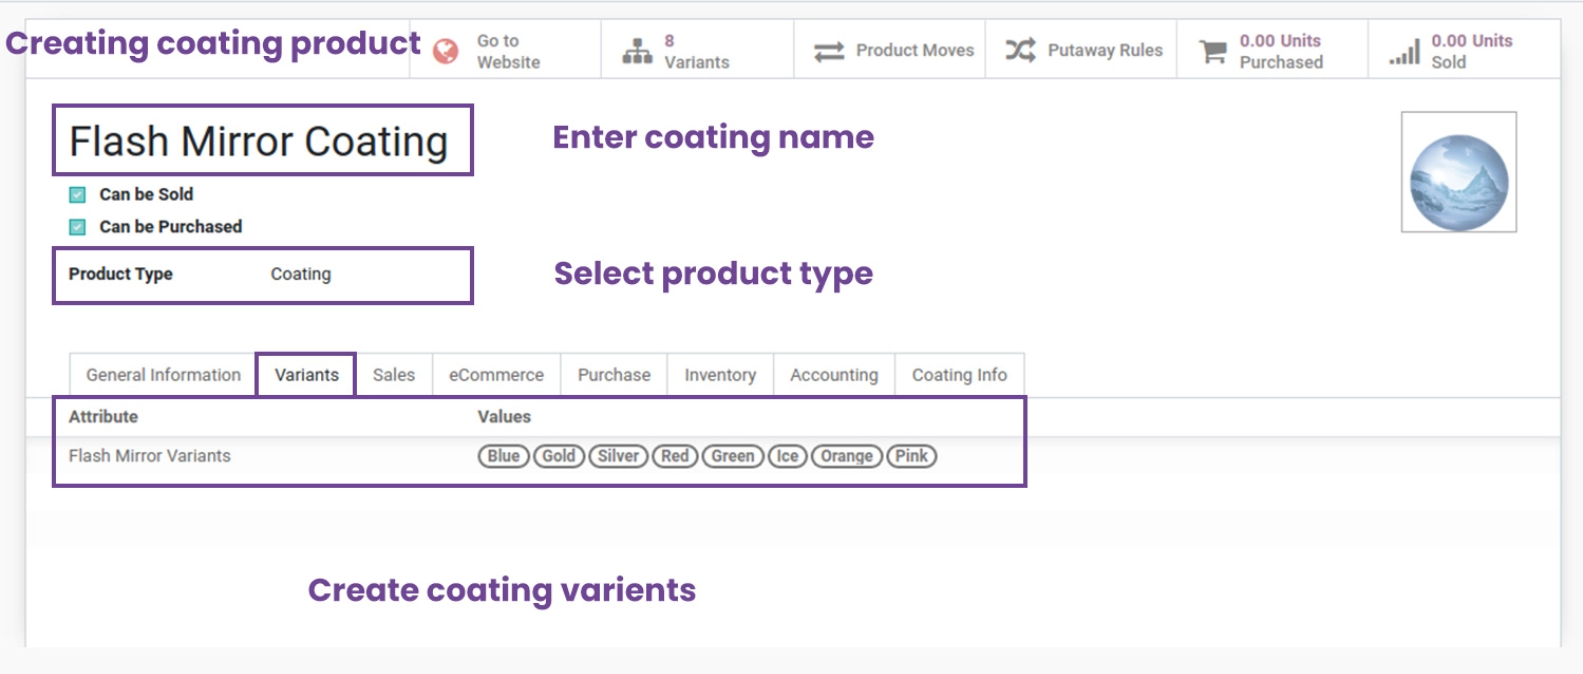 Creating coating product
Go to
Website
8
Variants
Product Moves
Putaway Rules
0.00 Units
Purchased
0.00 Units
Sold
Flash Mirror Coating
Enter coating name
Can be Sold
Can be Purchased
Product Type Coating
Select product type
General Information Variants Sales eCommerce Purchase Inventory Accounting Coating Info
Attribute Values
Flash Mirror Variants Blue Gold Silver Red Green Ice Orange Pink
Create coating varients